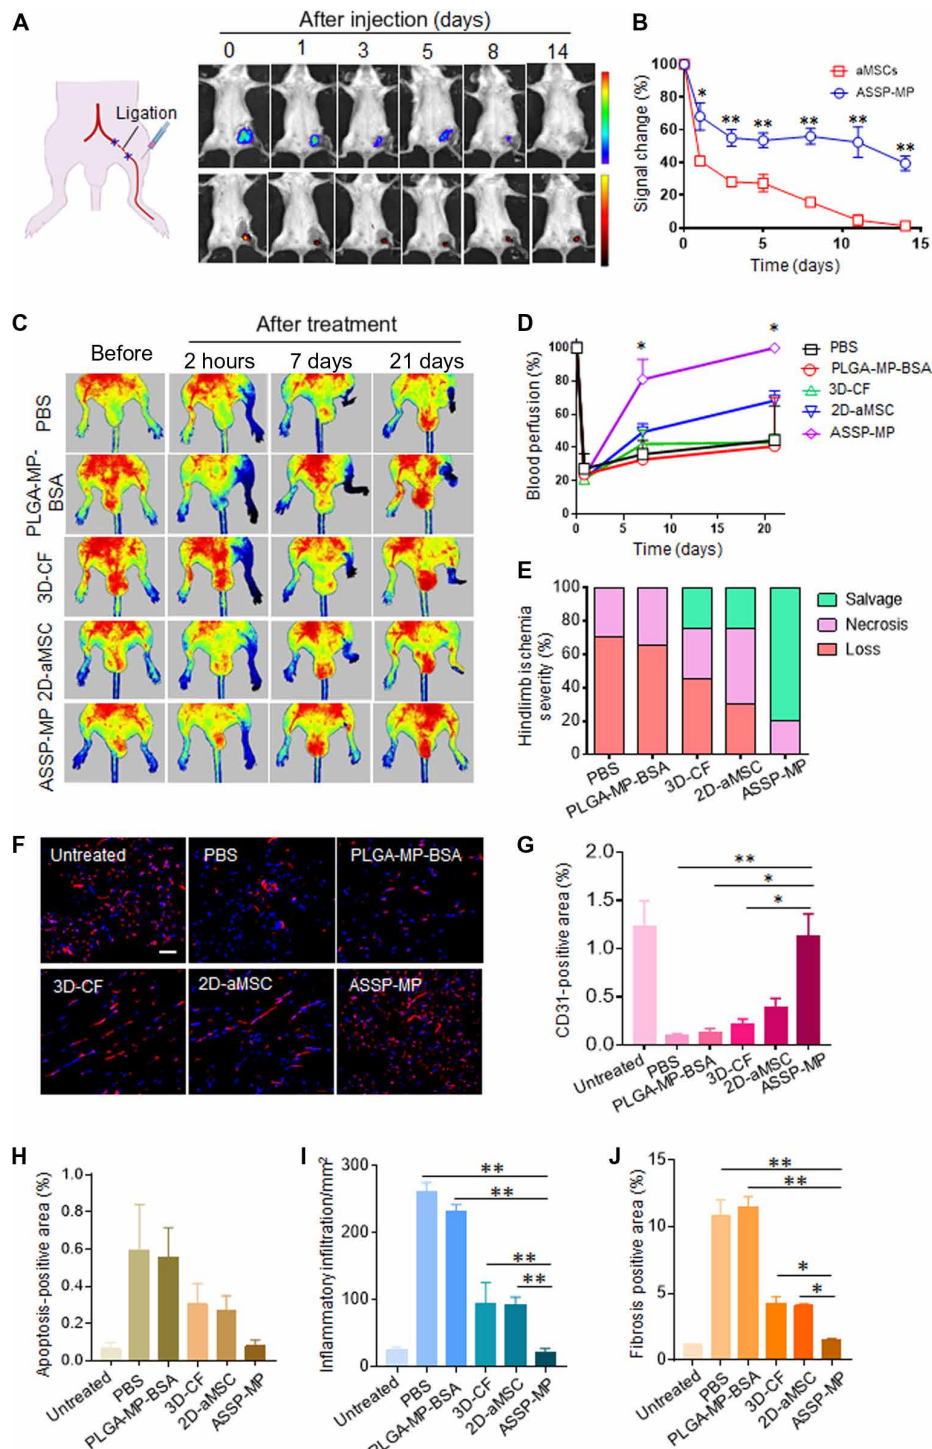 A
After injection (days)
0 1 3 5 8 14
Ligation
B
Signal change (%)
100
80
60
40
20
0
* ** ** ** ** **
aMSCs
ASSP-MP
0 5 10 15
Time (days)
C
After treatment
Before 2 hours 7 days 21 days
PBS
PLGA-MP-
BSA
3D-CF
2D-aMSC
ASSP-MP
D
Blood perfusion (%)
100
80
60
40
20
0
* *
PBS
PLGA-MP-BSA
3D-CF
2D-aMSC
ASSP-MP
0 5 10 15 20
Time (days)
E
Hindlimb ischemia
severity (%)
100
80
60
40
20
0
Salvage
Necrosis
Loss
PBS
PLGA-MP-BSA
3D-CF
2D-aMSC
ASSP-MP
F
Untreated PBS PLGA-MP-BSA
3D-CF 2D-aMSC ASSP-MP
G
CD31-positive area (%)
2.0
1.5
1.0
0.5
0.0
**
*
*
Untreated
PBS
PLGA-MP-BSA
3D-CF
2D-aMSC
ASSP-MP
H
Apoptosis-positive area (%)
1.0
0.8
0.6
0.4
0.2
0.0
Untreated
PBS
PLGA-MP-BSA
3D-CF
2D-aMSC
ASSP-MP
I
Inflammatory infiltration/mm²
300
200
100
0
**
**
**
**
Untreated
PBS
PLGA-MP-BSA
3D-CF
2D-aMSC
ASSP-MP
J
Fibrosis positive area (%)
15
10
5
0
**
**
*
*
Untreated
PBS
PLGA-MP-BSA
3D-CF
2D-aMSC
ASSP-MP